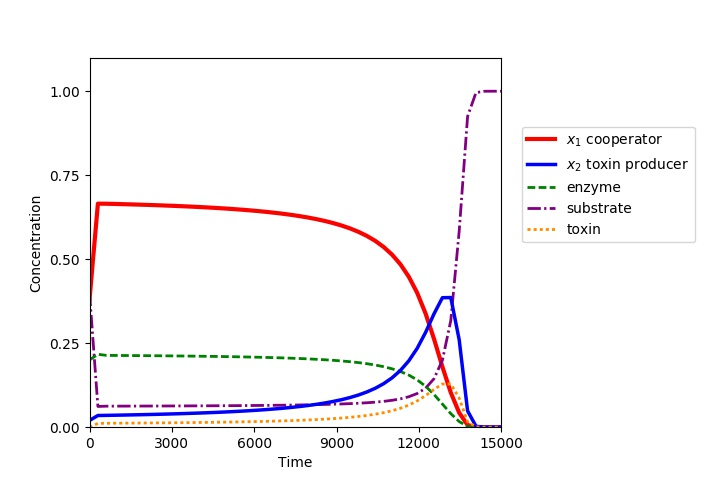 1.00
0.75
0.50
0.25
0.00
Concentration
0 3000 6000 9000 12000 15000
Time
x₁ cooperator
x₂ toxin producer
enzyme
substrate
toxin